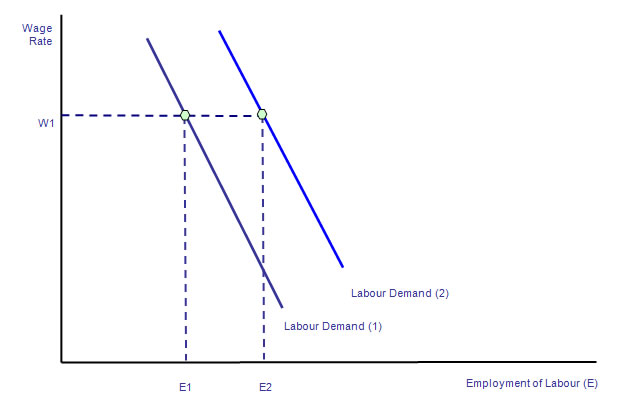 Wage
Rate
W1
Labour Demand (2)
Labour Demand (1)
E1
E2
Employment of Labour (E)